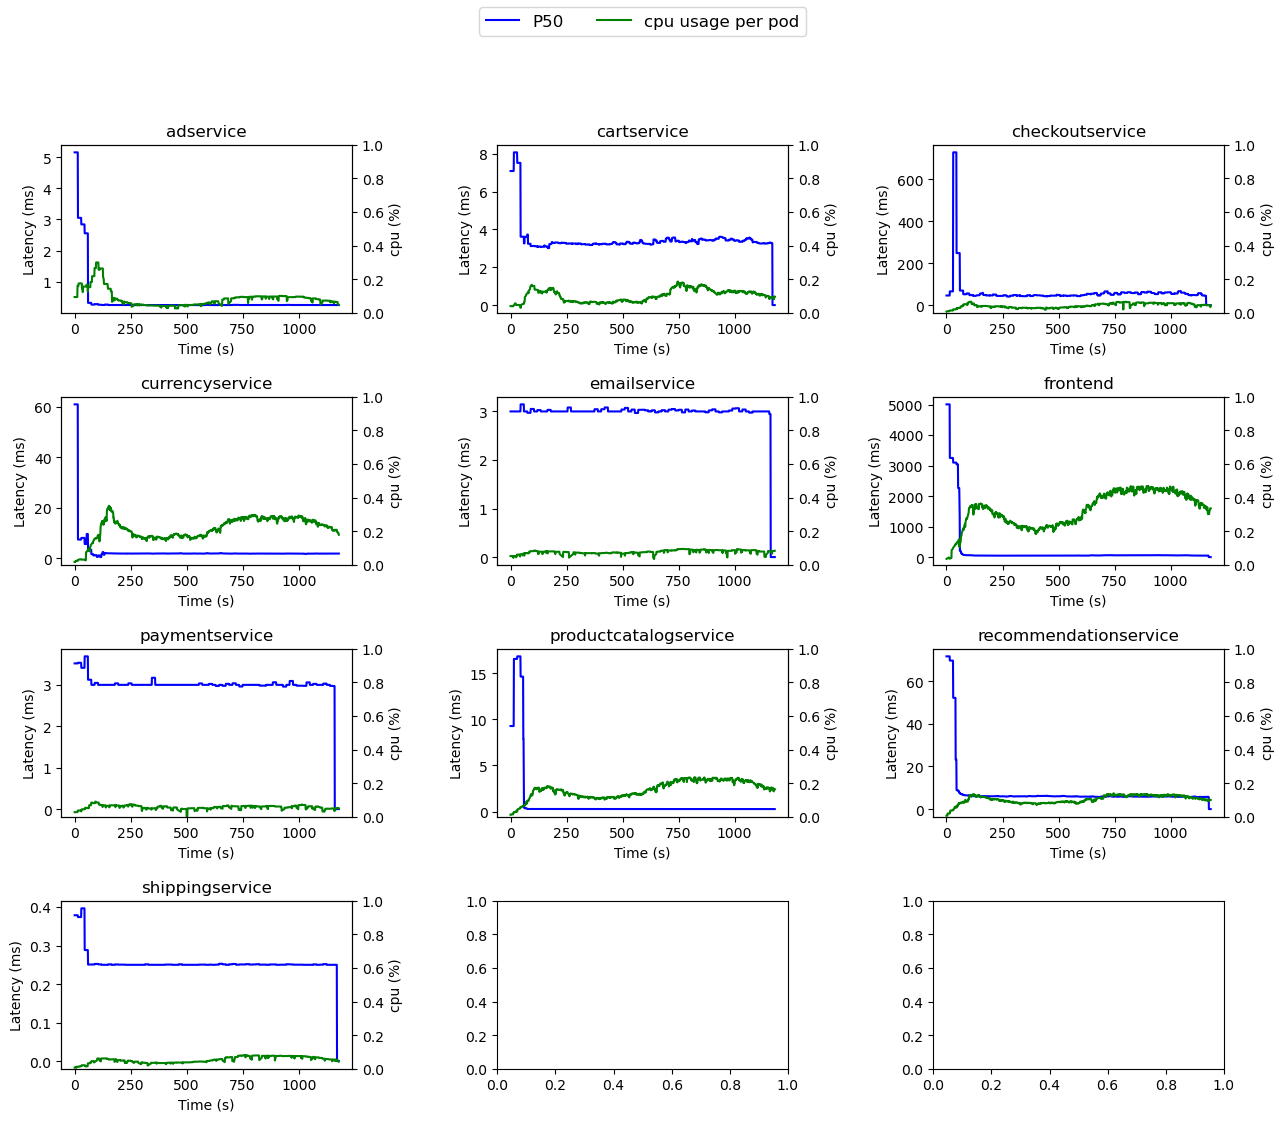 P50 cpu usage per pod
adservice cartservice checkoutservice
5 4 3 2 1
Latency (ms)
1.0 0.8 0.6 0.4 0.2 0.0
cpu (%)
0 250 500 750 1000
Time (s)
8 6 4 2 0
Latency (ms)
1.0 0.8 0.6 0.4 0.2 0.0
cpu (%)
0 250 500 750 1000
Time (s)
600 400 200 0
Latency (ms)
1.0 0.8 0.6 0.4 0.2 0.0
cpu (%)
0 250 500 750 1000
Time (s)
currencyservice emailservice frontend
60 40 20 0
Latency (ms)
1.0 0.8 0.6 0.4 0.2 0.0
cpu (%)
0 250 500 750 1000
Time (s)
3 2 2 1 1 0
Latency (ms)
1.0 0.8 0.6 0.4 0.2 0.0
cpu (%)
0 250 500 750 1000
Time (s)
5000 4000 3000 2000 1000 0
Latency (ms)
1.0 0.8 0.6 0.4 0.2 0.0
cpu (%)
0 250 500 750 1000
Time (s)
paymentservice productcatalogservice recommendationservice
3 2 1 0
Latency (ms)
1.0 0.8 0.6 0.4 0.2 0.0
cpu (%)
0 250 500 750 1000
Time (s)
15 10 5 0
Latency (ms)
1.0 0.8 0.6 0.4 0.2 0.0
cpu (%)
0 250 500 750 1000
Time (s)
60 40 20 0
Latency (ms)
1.0 0.8 0.6 0.4 0.2 0.0
cpu (%)
0 250 500 750 1000
Time (s)
shippingservice
0.4 0.3 0.2 0.1 0.0
Latency (ms)
1.0 0.8 0.6 0.4 0.2 0.0
cpu (%)
0 250 500 750 1000
Time (s)
1.0 0.8 0.6 0.4 0.2 0.0
0.0 0.2 0.4 0.6 0.8 1.0
1.0 0.8 0.6 0.4 0.2 0.0
0.0 0.2 0.4 0.6 0.8 1.0